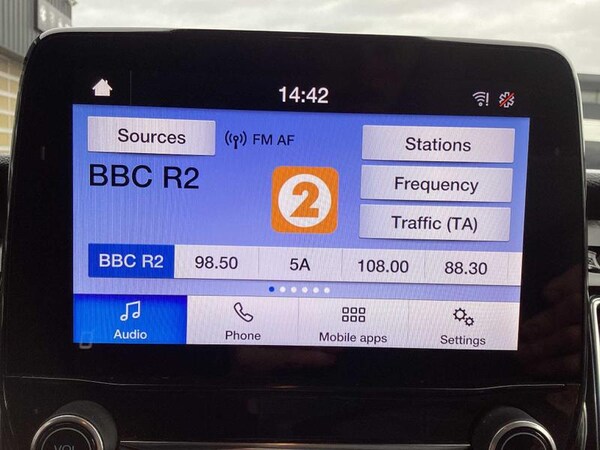 14:42
Sources
FM AF
Stations
BBC R2
2
Frequency
Traffic (TA)
BBC R2 98.50 5A 108.00 88.30
Audio
Phone
Mobile apps
Settings
VOL